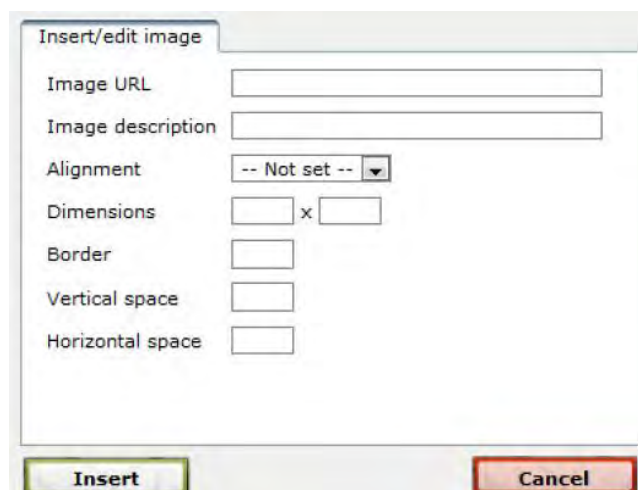 Insert/edit image
Image URL
Image description
Alignment -- Not set --
Dimensions x
Border
Vertical space
Horizontal space
Insert Cancel